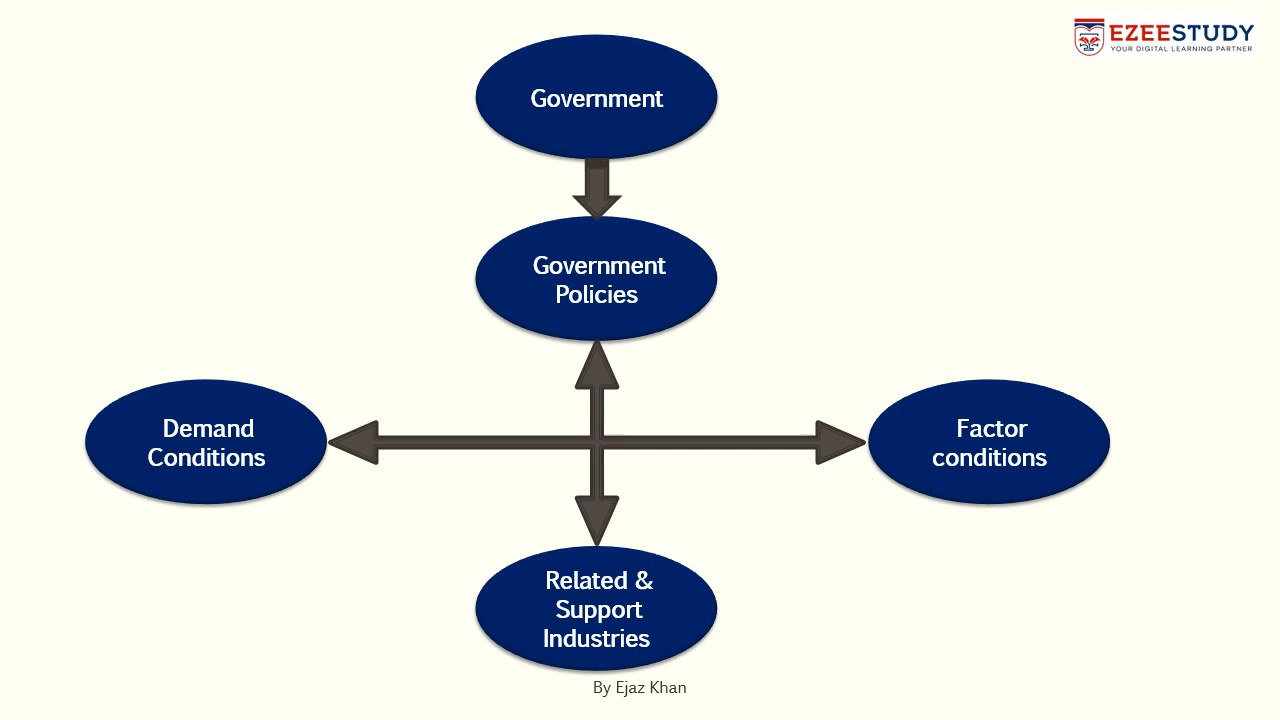 EZEESTUDY
YOUR DIGITAL LEARNING PARTNER
Government
Government
Policies
Demand
Conditions
Factor
conditions
Related &
Support
Industries
By Ejaz Khan